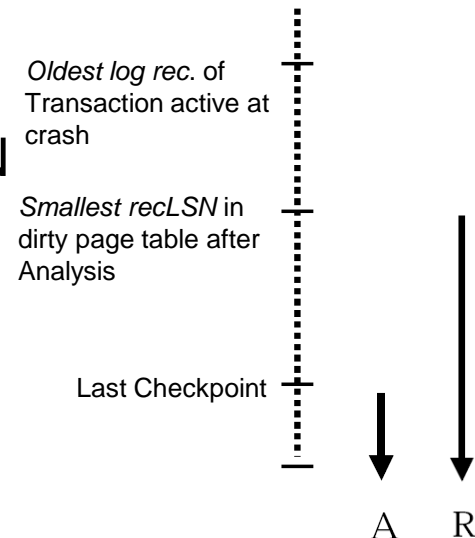 Oldest log rec. of
Transaction active at
crash
Smallest recLSN in
dirty page table after
Analysis
Last Checkpoint
A R